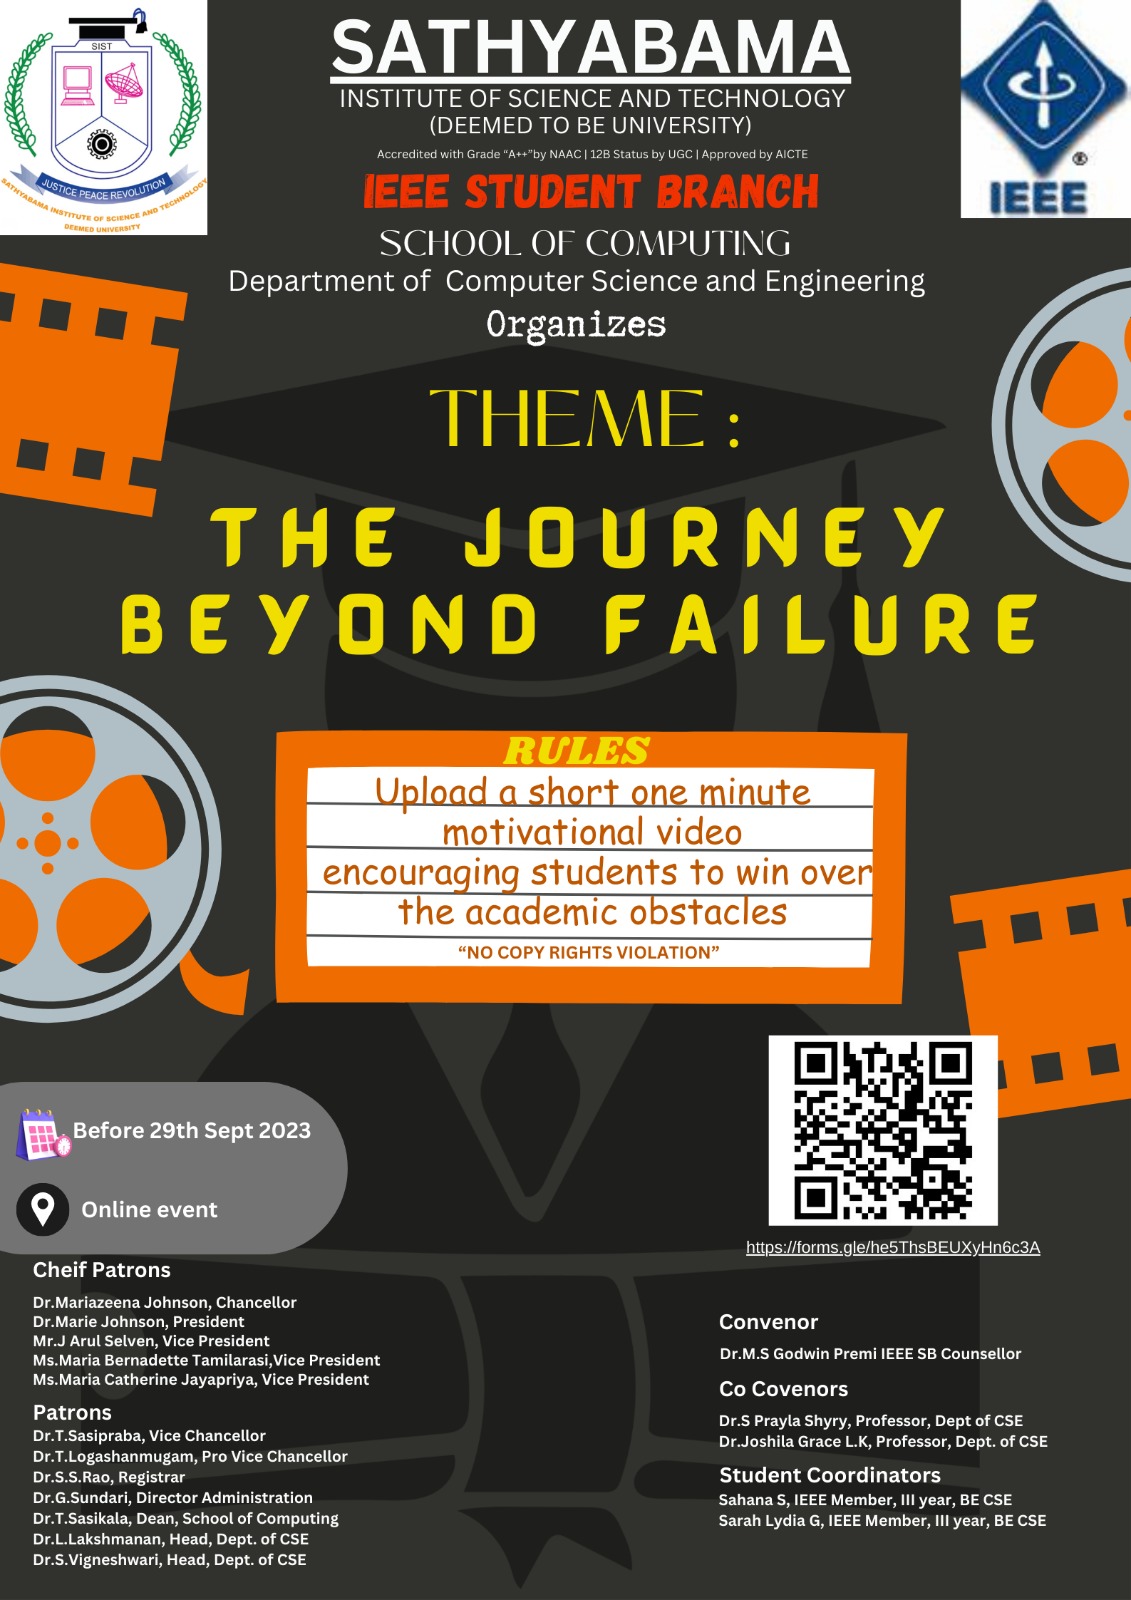 SIST
JUSTICE PEACE REVOLUTION
SATHYABAMA INSTITUTE OF SCIENCE AND TECHNOLOGY
DEEMED UNIVERSITY
SATHYABAMA
INSTITUTE OF SCIENCE AND TECHNOLOGY
(DEEMED TO BE UNIVERSITY)
Accredited with Grade “A++”by NAAC | 12B Status by UGC | Approved by AICTE
IEEE STUDENT BRANCH
IEEE
®
SCHOOL OF COMPUTING
Department of Computer Science and Engineering
Organizes
THEME :
THE JOURNEY
BEYOND FAILURE
RULES
Upload a short one minute
motivational video
encouraging students to win over
the academic obstacles
“NO COPY RIGHTS VIOLATION”
Before 29th Sept 2023
Online event
https://forms.gle/he5ThsBEUXyHn6c3A
Cheif Patrons
Dr.Mariazeena Johnson, Chancellor
Dr.Marie Johnson, President
Mr.J Arul Selven, Vice President
Ms.Maria Bernadette Tamilarasi,Vice President
Ms.Maria Catherine Jayapriya, Vice President
Patrons
Dr.T.Sasipraba, Vice Chancellor
Dr.T.Logashanmugam, Pro Vice Chancellor
Dr.S.S.Rao, Registrar
Dr.G.Sundari, Director Administration
Dr.T.Sasikala, Dean, School of Computing
Dr.L.Lakshmanan, Head, Dept. of CSE
Dr.S.Vigneshwari, Head, Dept. of CSE
Convenor
Dr.M.S Godwin Premi IEEE SB Counsellor
Co Covenors
Dr.S Prayla Shyry, Professor, Dept of CSE
Dr.Joshila Grace L.K, Professor, Dept. of CSE
Student Coordinators
Sahana S, IEEE Member, III year, BE CSE
Sarah Lydia G, IEEE Member, III year, BE CSE